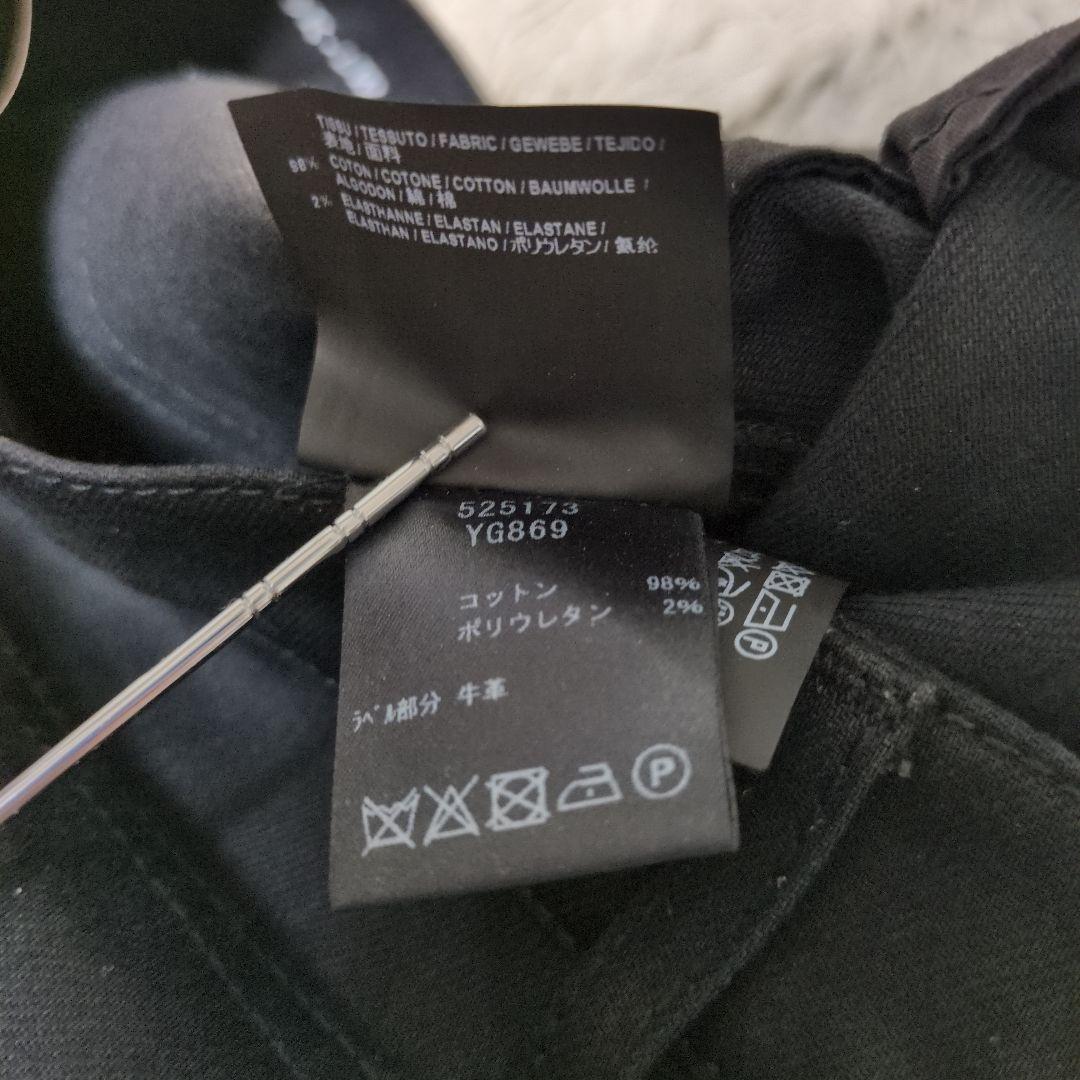 TISSU / TESSUTO / FABRIC / GEWEBE / TEJIDO /
表地 / 面料
98% COTON / COTONE / COTTON / BAUMWOLLE /
ALGODON / 綿 / 棉
2% ELASTHANNE / ELASTAN / ELASTANE /
ELASTHAN / ELASTANO / ポリウレタン / 氨纶
525173
YG869
コットン 98%
ポリウレタン 2%
ラベル部分 牛革
P
P